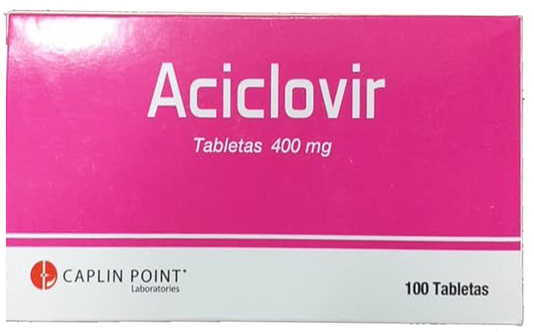 Aciclovir
Tabletas 400 mg
CAPLIN POINT
Laboratories
100 Tabletas